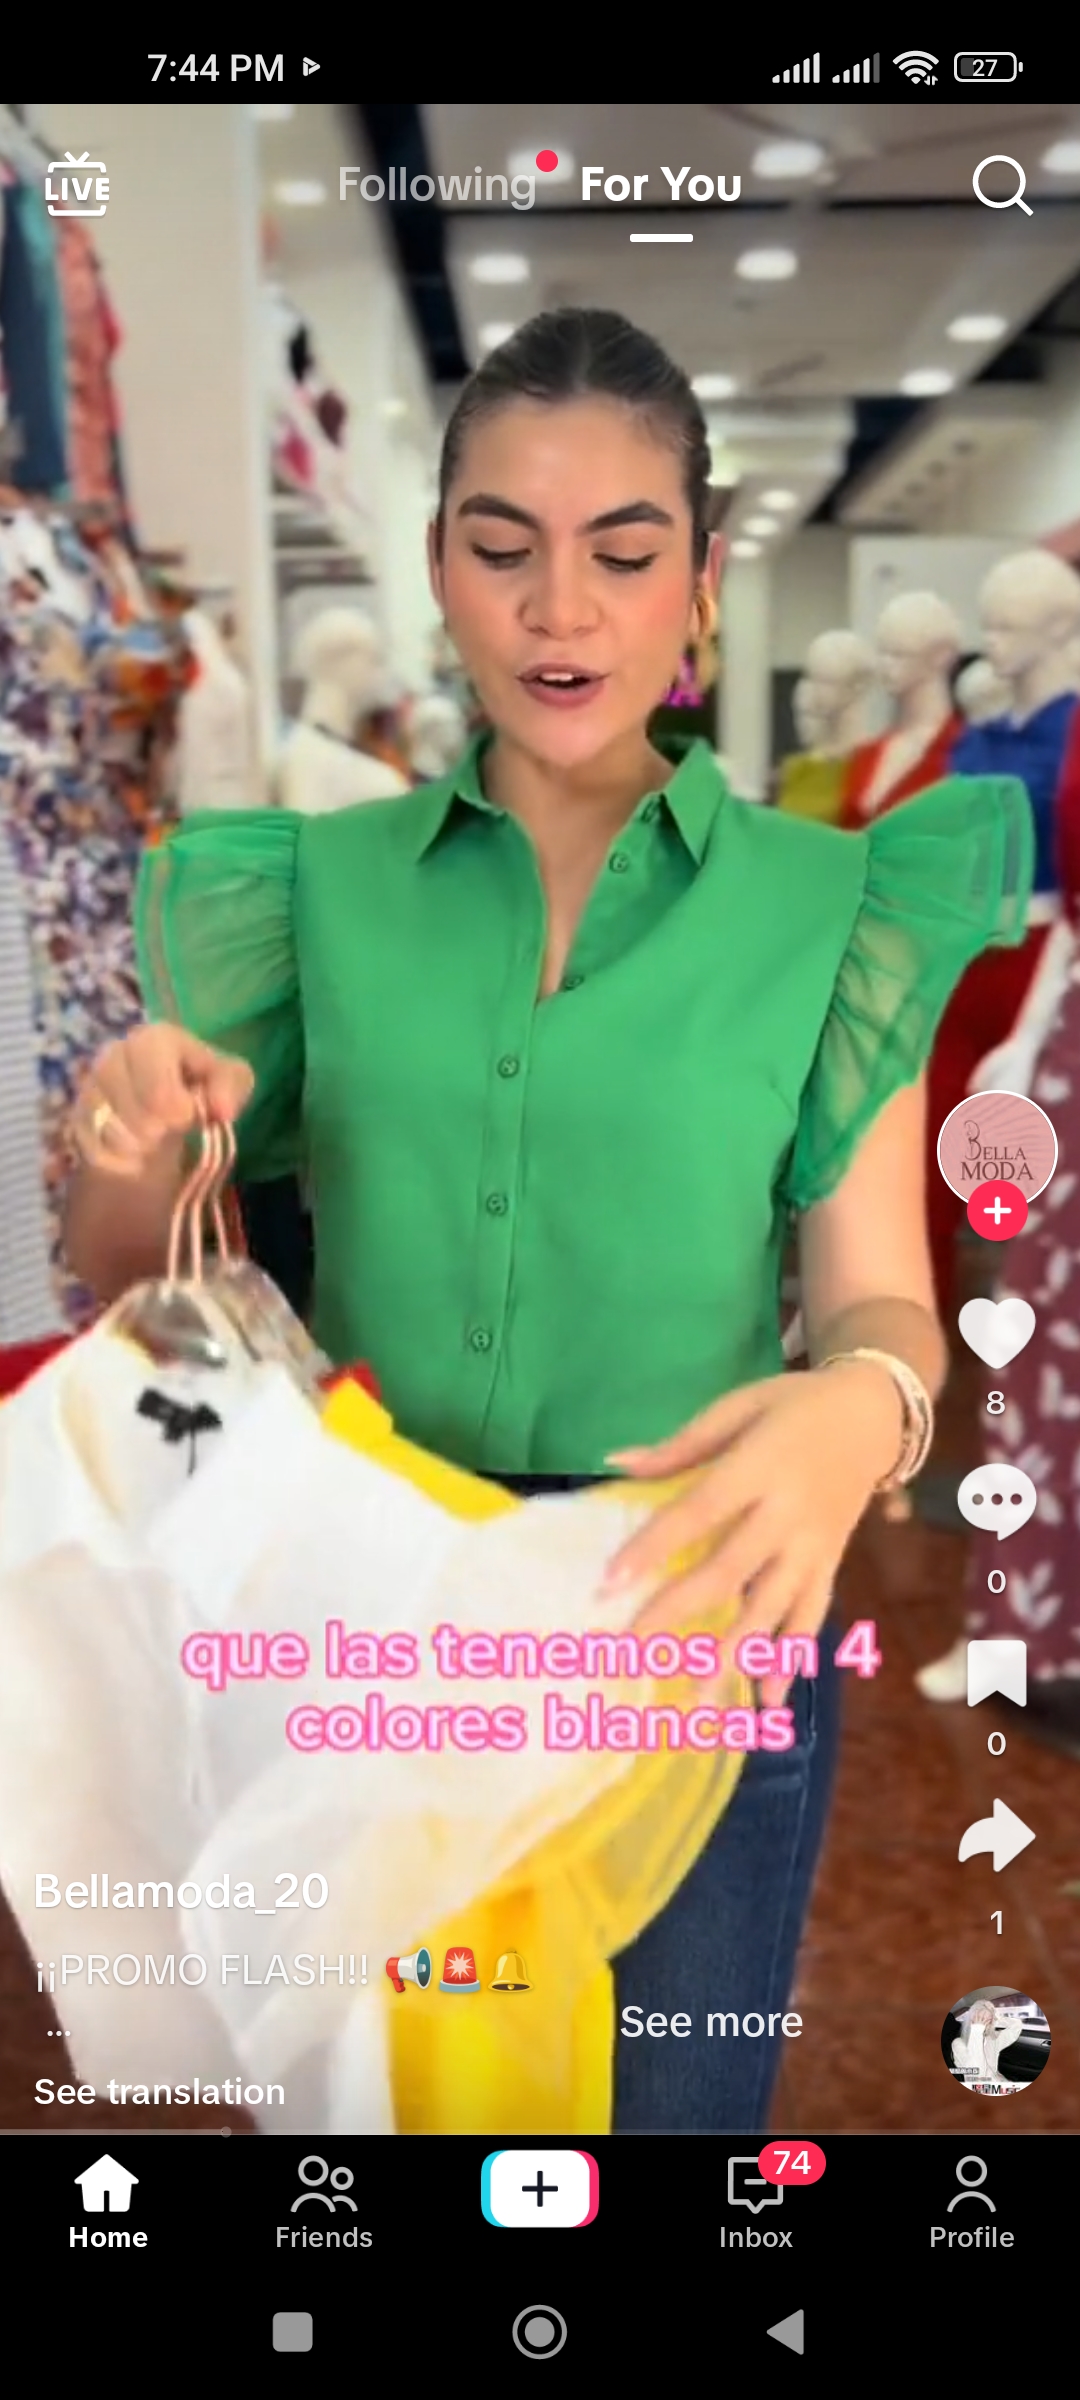 7:44 PM
27
LIVE
Following
For You
BELLA
MODA
8
0
que las tenemos en 4
colores blancas
0
Bellamoda_20
1
¡¡PROMO FLASH!! 📢🚨🔔
...
See more
See translation
Home
Friends
74
Inbox
Profile